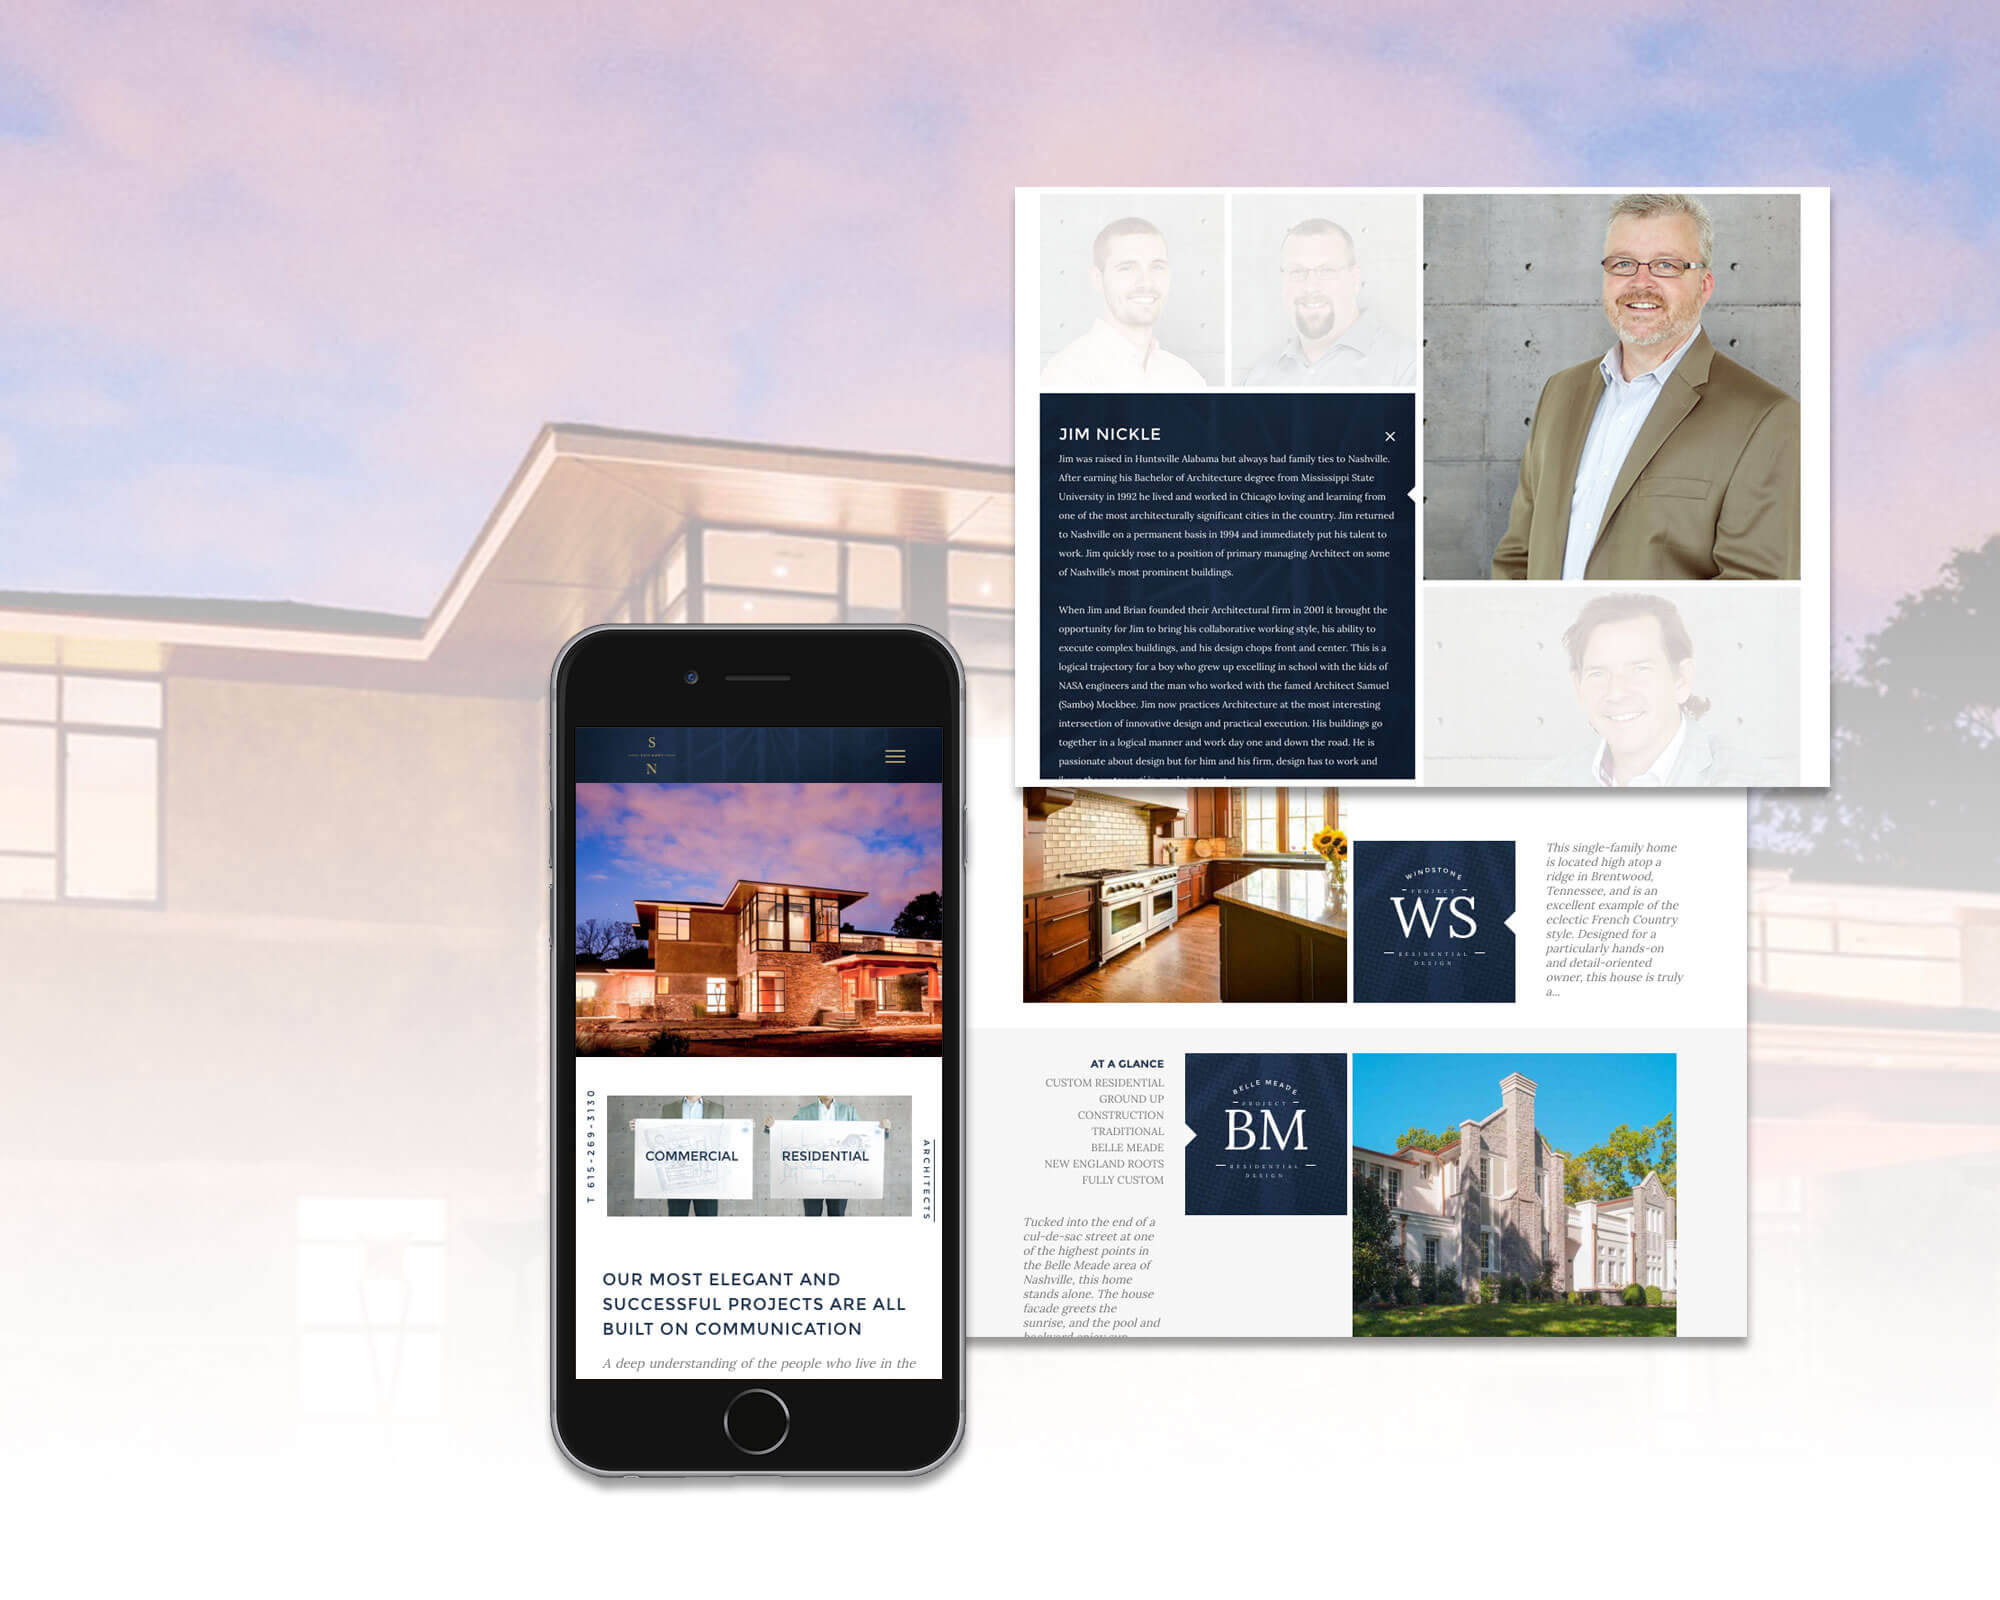 JIM NICKLE
Jim was raised in Huntsville Alabama but always had family ties to Nashville.
After earning his Bachelor of Architecture degree from Mississippi State
University in 1992 he lived and worked in Chicago loving and learning from
one of the most architecturally significant cities in the country. Jim returned
to Nashville on a permanent basis in 1994 and immediately put his talent to
work. Jim quickly rose to a position of primary managing Architect on some
of Nashville's most prominent buildings.
When Jim and Brian founded their Architectural firm in 2001 it brought the
opportunity for Jim to bring his collaborative working style, his ability to
execute complex buildings, and his design chops front and center. This is a
logical trajectory for a boy who grew up excelling in school with the kids of
NASA engineers and the man who worked with the famed Architect Samuel
(Sambo) Mockbee. Jim now practices Architecture at the most interesting
intersection of innovative design and practical execution. His buildings go
together in a logical manner and work day one and down the road. He is
passionate about design but for him and his firm, design has to work and
WINDSTONE
PROJECT
WS
RESIDENTIAL
DESIGN
This single-family home
is located high atop a
ridge in Brentwood,
Tennessee, and is an
excellent example of the
eclectic French Country
style. Designed for a
particularly hands-on
and detail-oriented
owner, this house is truly
a...
AT A GLANCE
CUSTOM RESIDENTIAL
GROUND UP
CONSTRUCTION
TRADITIONAL
BELLE MEADE
NEW ENGLAND ROOTS
FULLY CUSTOM
Tucked into the end of a
cul-de-sac street at one
of the highest points in
the Belle Meade area of
Nashville, this home
stands alone. The house
facade greets the
sunrise, and the pool and
BELLE MEADE
PROJECT
BM
RESIDENTIAL
DESIGN
S
N
T 615-269-3130
COMMERCIAL
RESIDENTIAL
ARCHITECTS
OUR MOST ELEGANT AND
SUCCESSFUL PROJECTS ARE ALL
BUILT ON COMMUNICATION
A deep understanding of the people who live in the